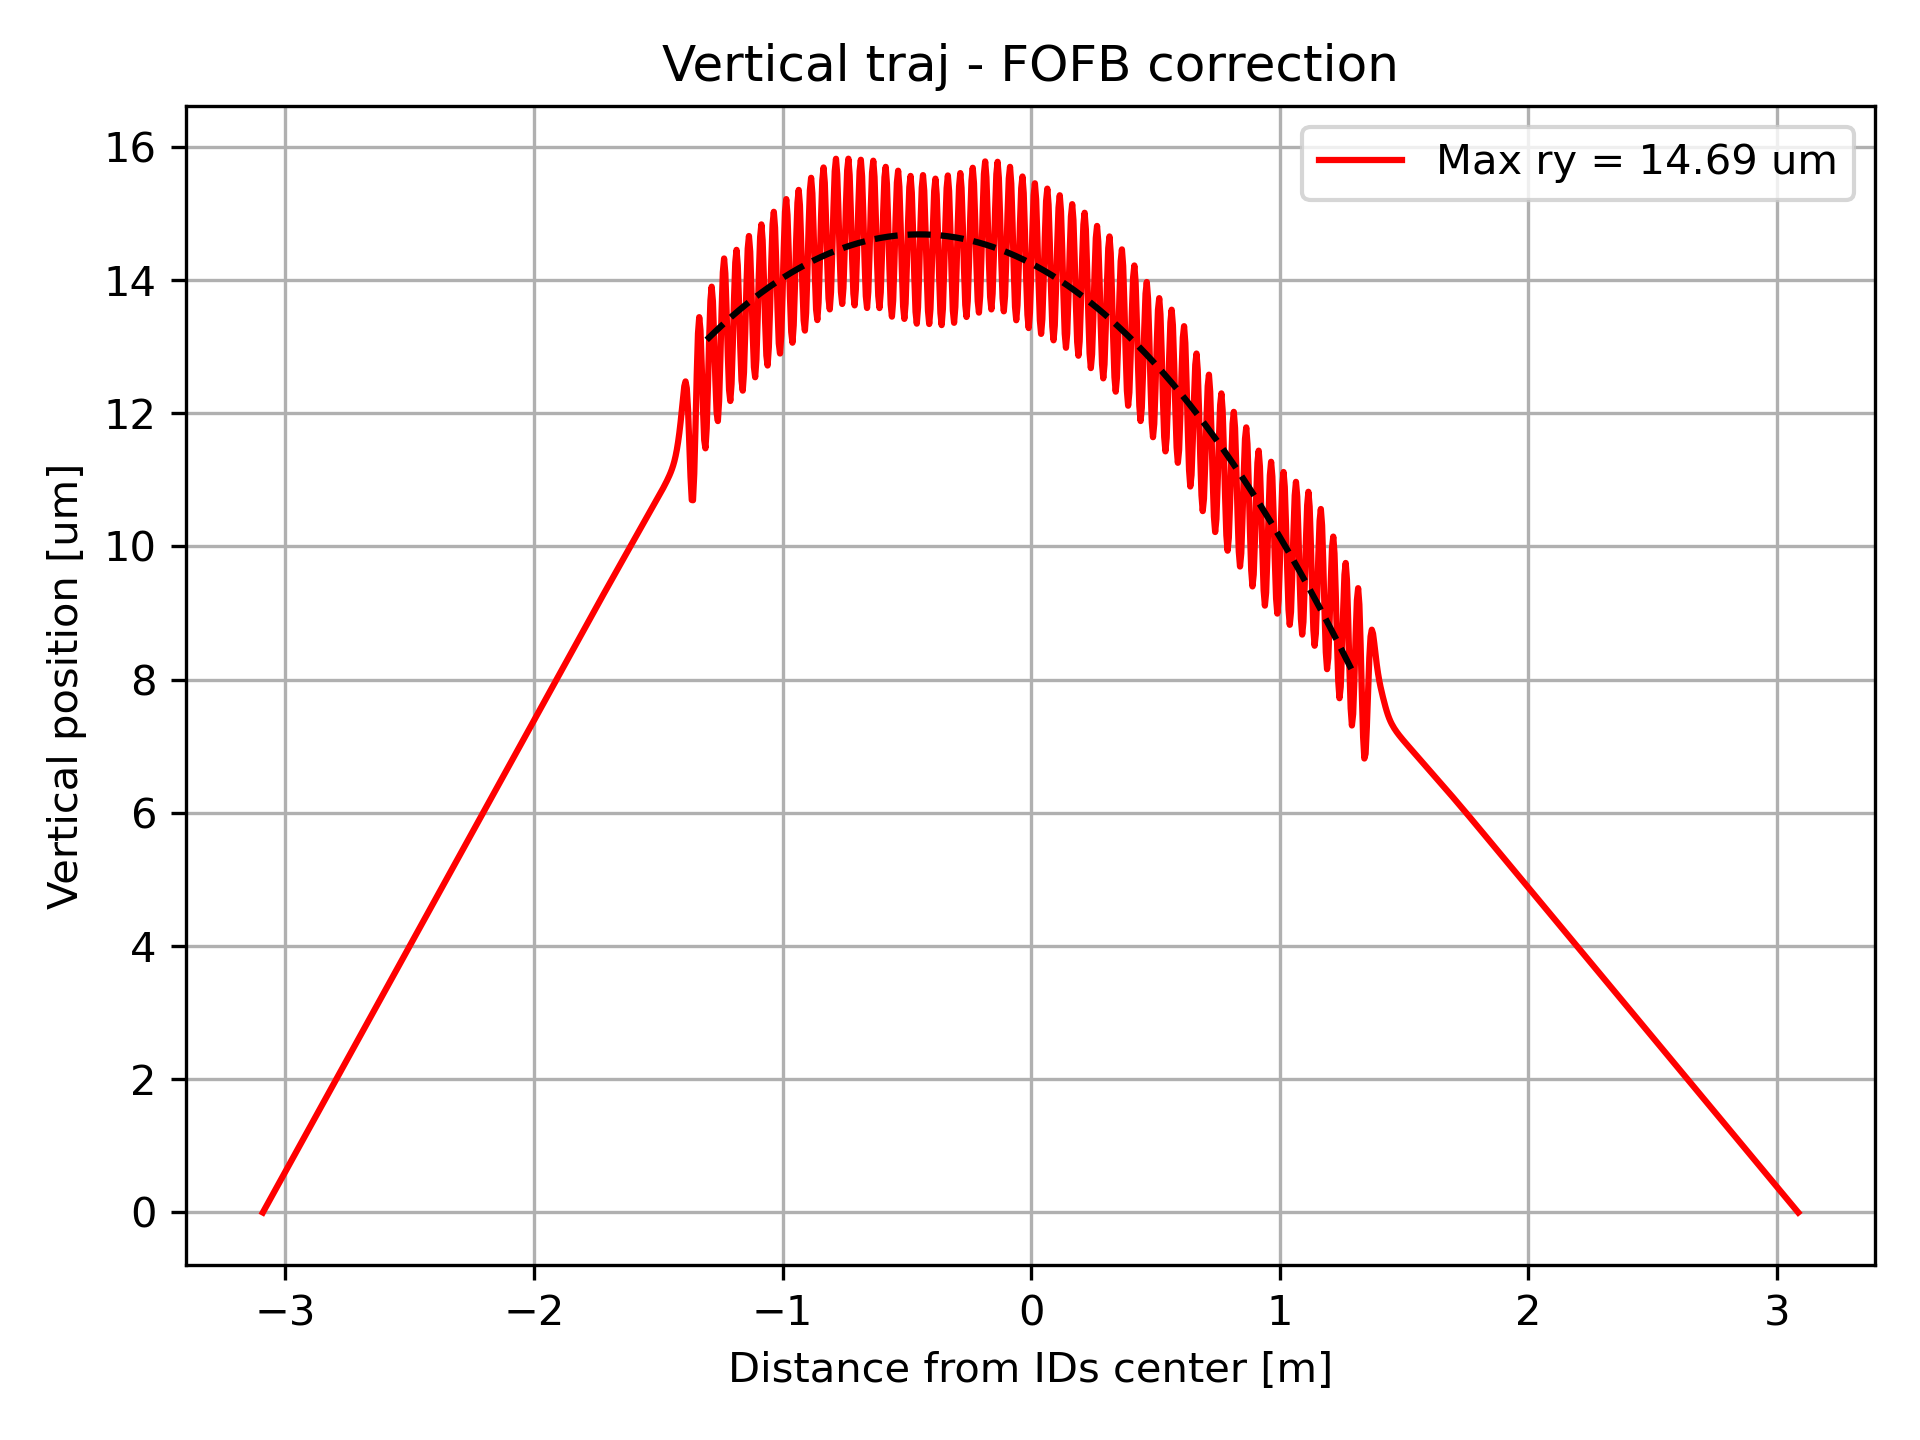 Vertical traj - FOFB correction
Max ry = 14.69 um
Vertical position [um]
16
14
12
10
8
6
4
2
0
−3 −2 −1 0 1 2 3
Distance from IDs center [m]